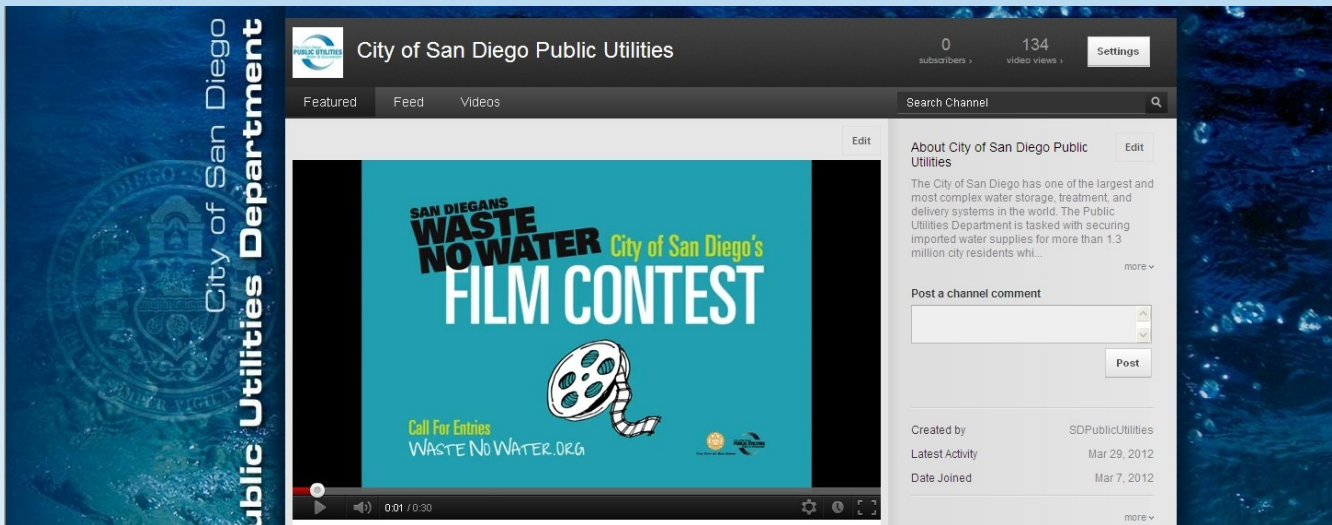 City of San Diego
Public Utilities Department
PUBLIC UTILITIES
City of San Diego Public Utilities
0
subscribers ›
134
video views ›
Settings
Featured Feed Videos
Search Channel
Edit
SAN DIEGANS
WASTE
NO WATER
City of San Diego's
FILM CONTEST
Call For Entries
WASTE NO WATER.ORG
0:01 / 0:30
About City of San Diego Public
Utilities
Edit
The City of San Diego has one of the largest and
most complex water storage, treatment, and
delivery systems in the world. The Public
Utilities Department is tasked with securing
imported water supplies for more than 1.3
million city residents whi...
more
Post a channel comment
Post
Created by SDPublicUtilities
Latest Activity Mar 29, 2012
Date Joined Mar 7, 2012
more